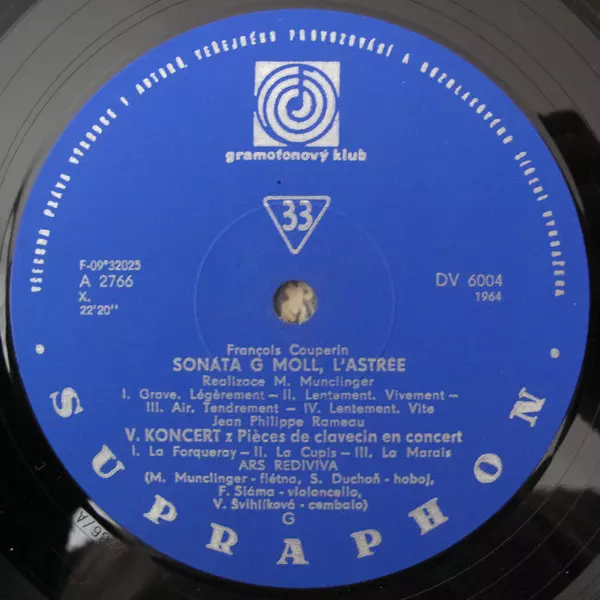 VŠECHNA PRÁVA VÝROBCE I AUTORŮ VEŘEJNÉHO PROVOZOVÁNÍ A ROZHLASOVÉHO ŠÍŘENÍ VYHRAŽENA
gramofonový klub
33
F-09*32025
A 2766
X.
22'20"
DV 6004
1964
François Couperin
SONÁTA G MOLL, L'ASTRÉE
Realizace M. Munclinger
I. Grave. Légèrement – II. Lentement. Vivement –
III. Air. Tendrement – IV. Lentement. Vite
Jean Philippe Rameau
V. KONCERT z Pièces de clavecin en concert
I. La Forqueray – II. La Cupis – III. La Marais
ARS REDIVIVA
(M. Munclinger - flétna, S. Duchoň - hoboj,
F. Sláma - violoncello,
V. Švihlíková - cembalo)
G
SUPRAPHON